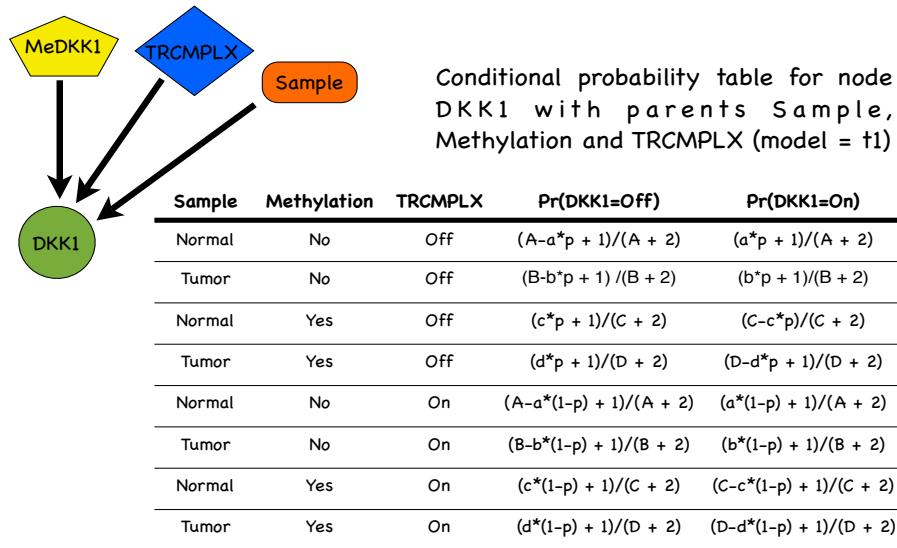 MeDKK1
TRCMPLX
Sample
DKK1
Conditional probability table for node
DKK1 with parents Sample,
Methylation and TRCMPLX (model = t1)
Sample Methylation TRCMPLX Pr(DKK1=Off) Pr(DKK1=On)
Normal No Off (A-a*p + 1)/(A + 2) (a*p + 1)/(A + 2)
Tumor No Off (B-b*p + 1) /(B + 2) (b*p + 1)/(B + 2)
Normal Yes Off (c*p + 1)/(C + 2) (C-c*p)/(C + 2)
Tumor Yes Off (d*p + 1)/(D + 2) (D-d*p + 1)/(D + 2)
Normal No On (A-a*(1-p) + 1)/(A + 2) (a*(1-p) + 1)/(A + 2)
Tumor No On (B-b*(1-p) + 1)/(B + 2) (b*(1-p) + 1)/(B + 2)
Normal Yes On (c*(1-p) + 1)/(C + 2) (C-c*(1-p) + 1)/(C + 2)
Tumor Yes On (d*(1-p) + 1)/(D + 2) (D-d*(1-p) + 1)/(D + 2)